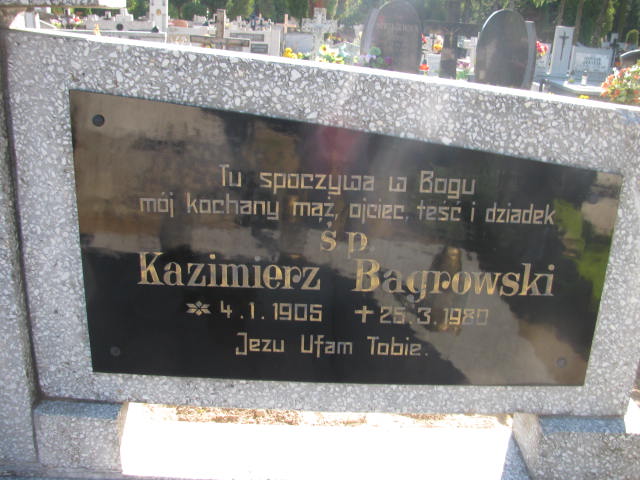 Tu spoczywa w Bogu
mój kochany mąż, ojciec, teść i dziadek
śp
Kazimierz Bagrowski
4.1.1905 +25.3.1980
Jezu Ufam Tobie.